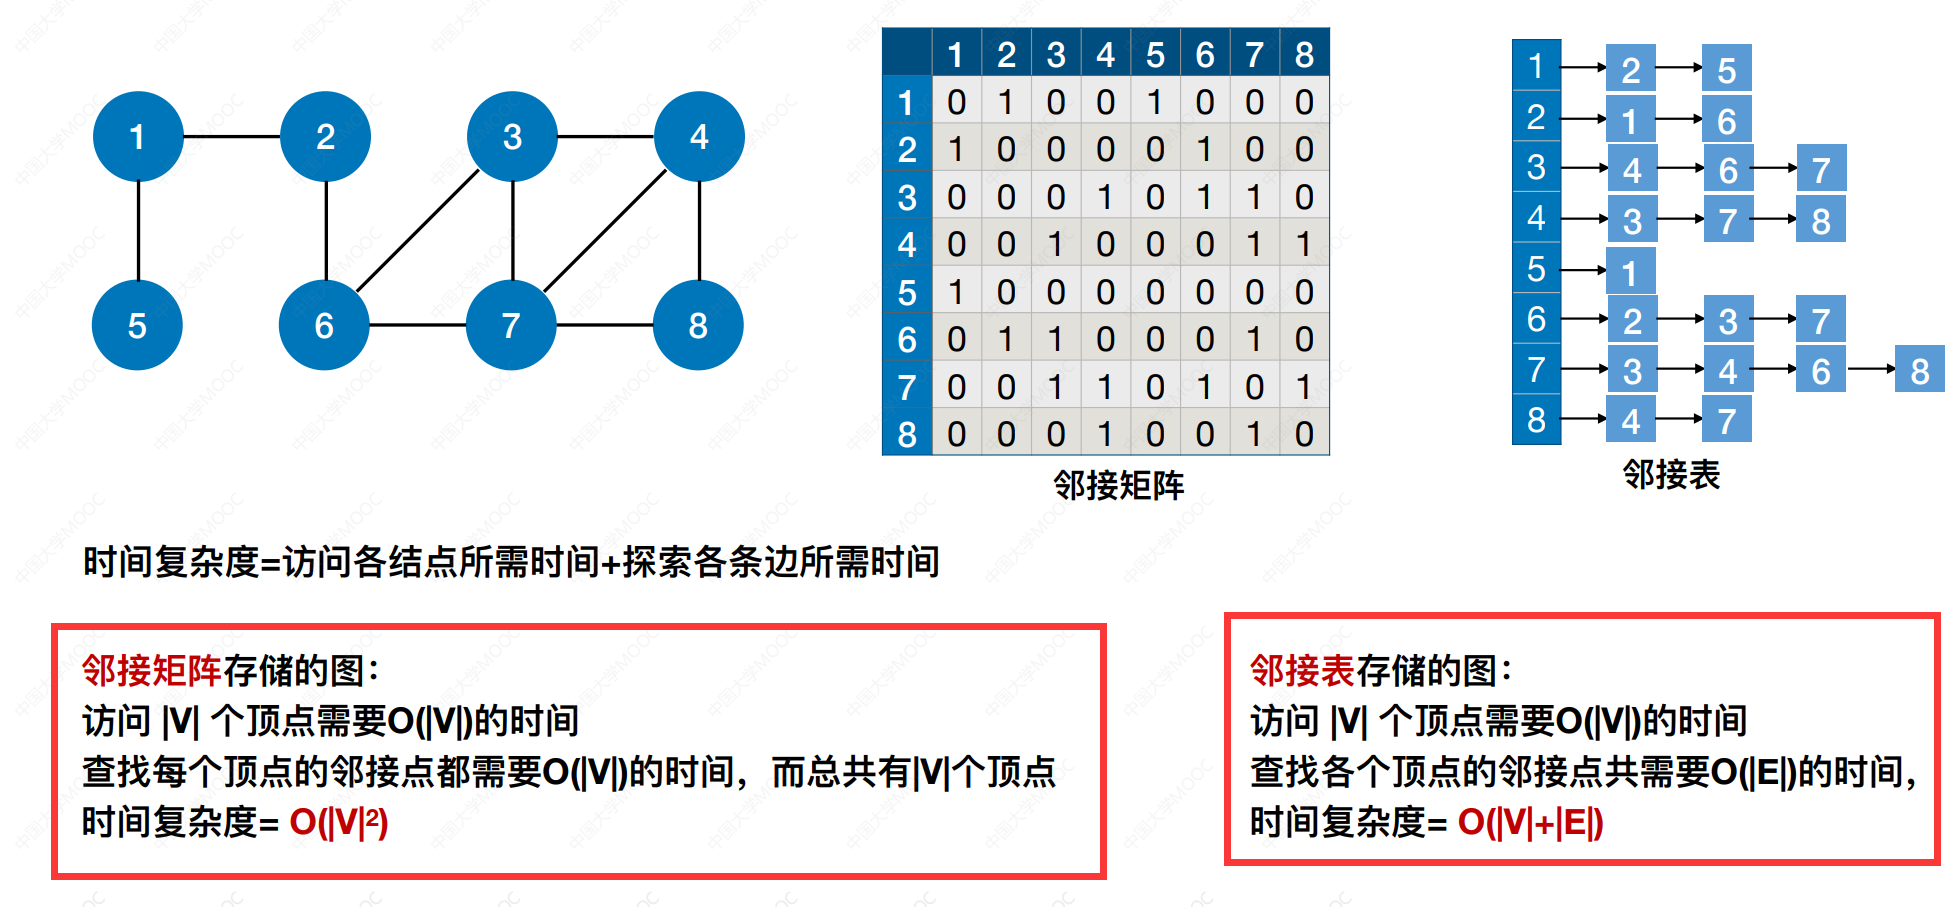 1 2 3 4
5 6 7 8
1 2 3 4 5 6 7 8
1 0 1 0 0 1 0 0 0
2 1 0 0 0 0 1 0 0
3 0 0 0 1 0 1 1 0
4 0 0 1 0 0 0 1 1
5 1 0 0 0 0 0 0 0
6 0 1 1 0 0 0 1 0
7 0 0 1 1 0 1 0 1
8 0 0 0 1 0 0 1 0
邻接矩阵
1 2 5
2 1 6
3 4 6 7
4 3 7 8
5 1
6 2 3 7
7 3 4 6 8
8 4 7
邻接表
时间复杂度=访问各结点所需时间+探索各条边所需时间
邻接矩阵存储的图：
访问 |V| 个顶点需要O(|V|)的时间
查找每个顶点的邻接点都需要O(|V|)的时间，而总共有|V|个顶点
时间复杂度= O(|V|²)
邻接表存储的图：
访问 |V| 个顶点需要O(|V|)的时间
查找各个顶点的邻接点共需要O(|E|)的时间，
时间复杂度= O(|V|+|E|)
中国大学MOOC